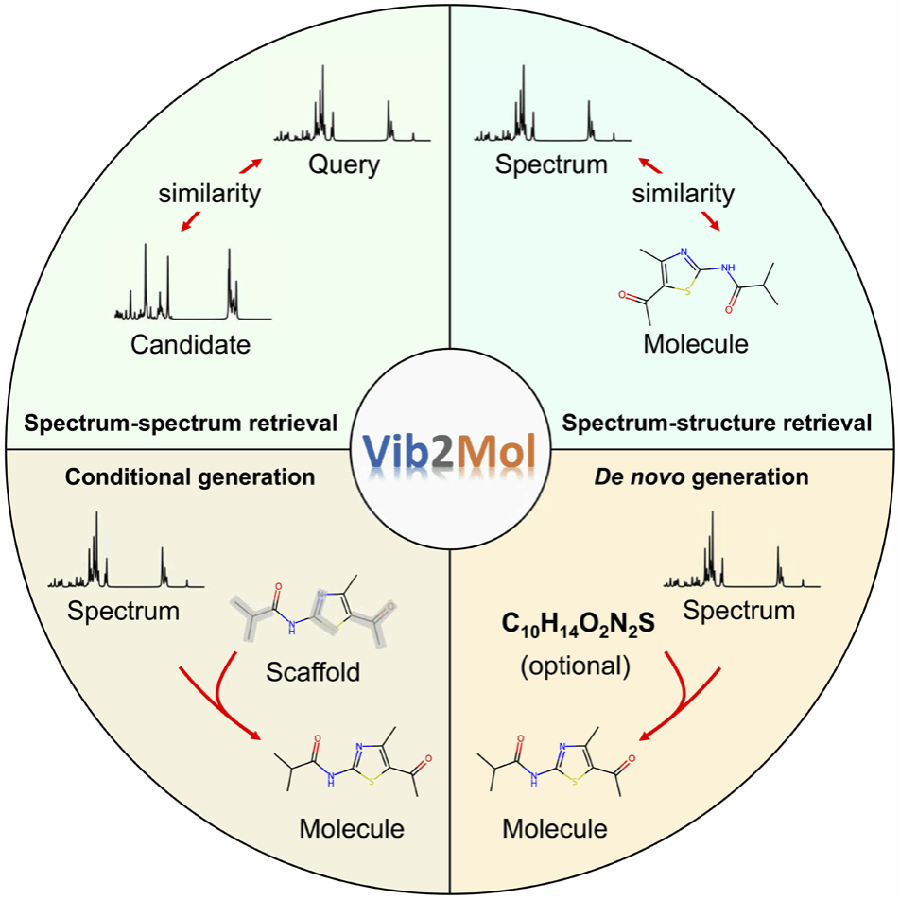 Query
similarity
Candidate
Spectrum-spectrum retrieval
Spectrum
similarity
N
NH
S
O
O
Molecule
Spectrum-structure retrieval
Vib2Mol
Conditional generation
Spectrum
O
N
N
H
S
O
Scaffold
O
N
N
H
S
O
Molecule
De novo generation
Spectrum
C₁₀H₁₄O₂N₂S
(optional)
O
N
N
H
S
O
Molecule